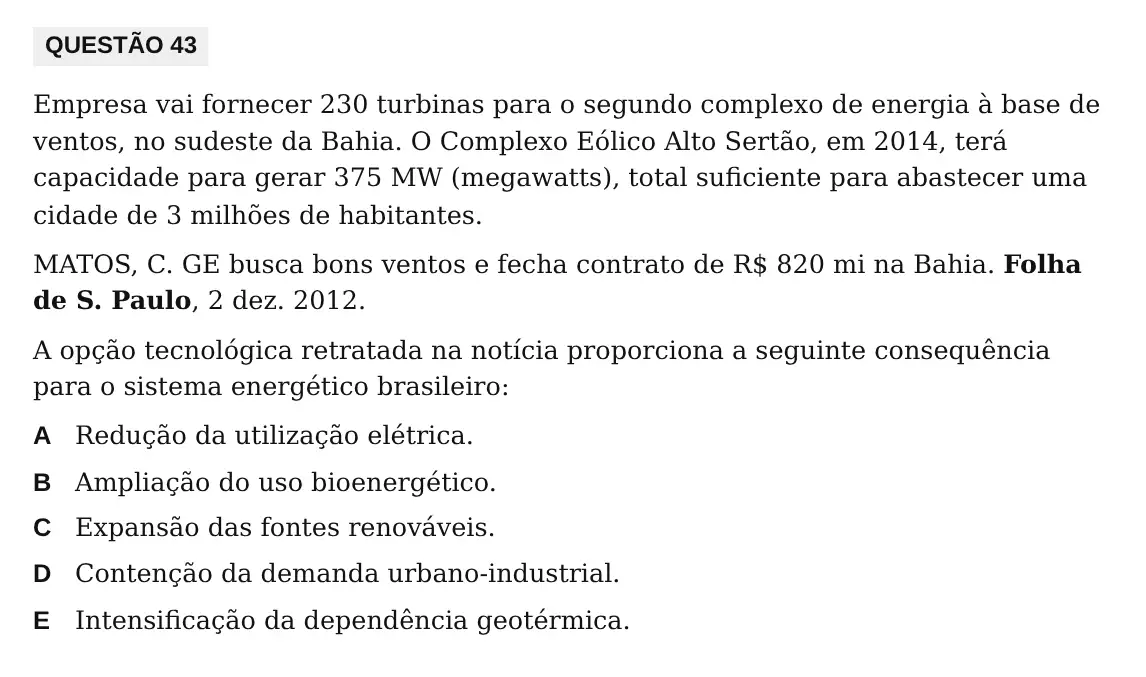 QUESTÃO 43
Empresa vai fornecer 230 turbinas para o segundo complexo de energia à base de
ventos, no sudeste da Bahia. O Complexo Eólico Alto Sertão, em 2014, terá
capacidade para gerar 375 MW (megawatts), total suficiente para abastecer uma
cidade de 3 milhões de habitantes.
MATOS, C. GE busca bons ventos e fecha contrato de R$ 820 mi na Bahia. Folha
de S. Paulo, 2 dez. 2012.
A opção tecnológica retratada na notícia proporciona a seguinte consequência
para o sistema energético brasileiro:
A Redução da utilização elétrica.
B Ampliação do uso bioenergético.
C Expansão das fontes renováveis.
D Contenção da demanda urbano-industrial.
E Intensificação da dependência geotérmica.